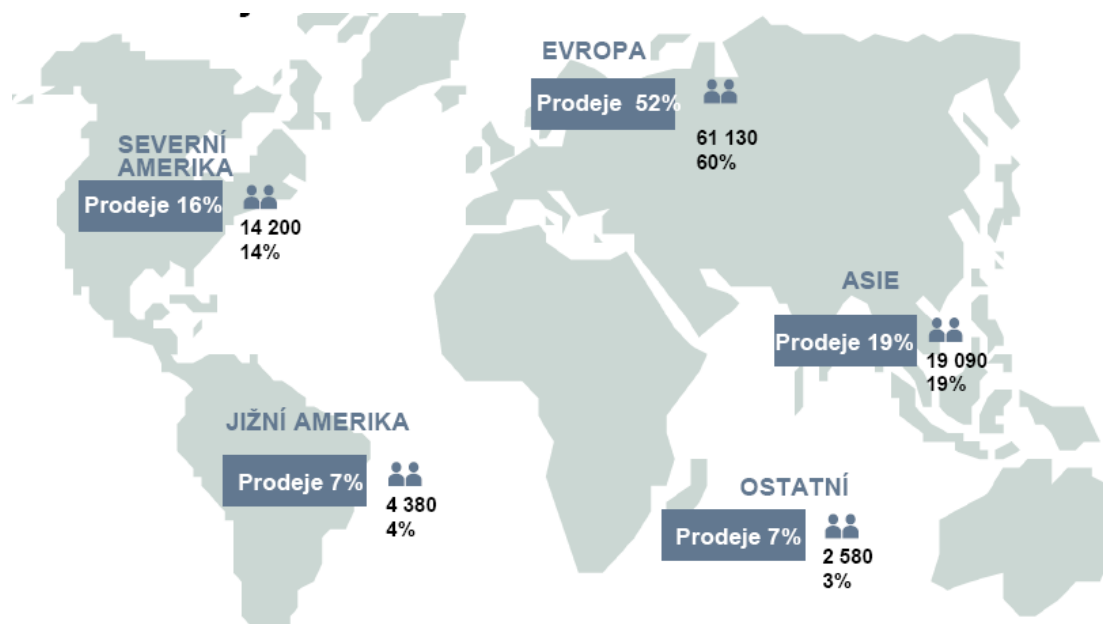 EVROPA
Prodeje 52%
61 130
60%
SEVERNÍ
AMERIKA
Prodeje 16%
14 200
14%
ASIE
Prodeje 19%
19 090
19%
JIŽNÍ AMERIKA
Prodeje 7%
4 380
4%
OSTATNÍ
Prodeje 7%
2 580
3%